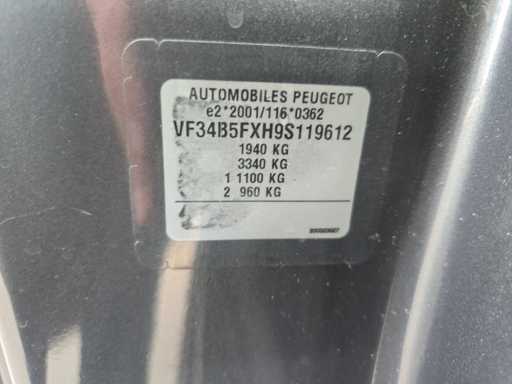 AUTOMOBILES PEUGEOT
e2*2001/116*0362
VF34B5FXH9S119612
1940 KG
3340 KG
1 1100 KG
2 960 KG